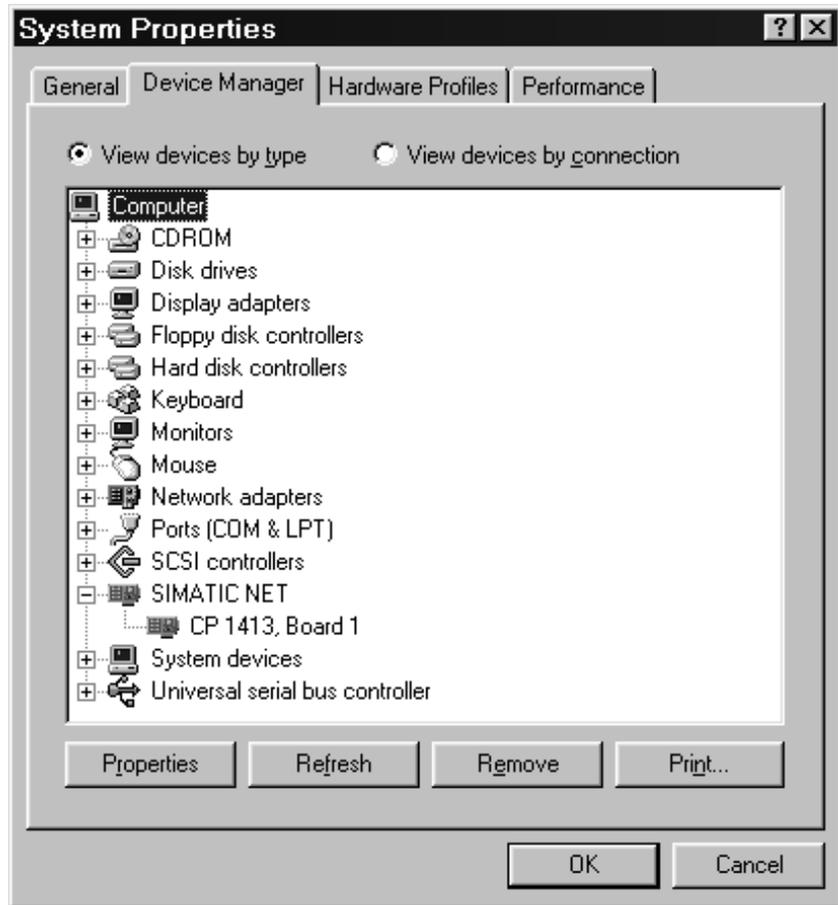 System Properties
General Device Manager Hardware Profiles Performance
View devices by type View devices by connection
Computer
CDROM
Disk drives
Display adapters
Floppy disk controllers
Hard disk controllers
Keyboard
Monitors
Mouse
Network adapters
Ports (COM & LPT)
SCSI controllers
SIMATIC NET
CP 1413, Board 1
System devices
Universal serial bus controller
Properties Refresh Remove Print...
OK Cancel